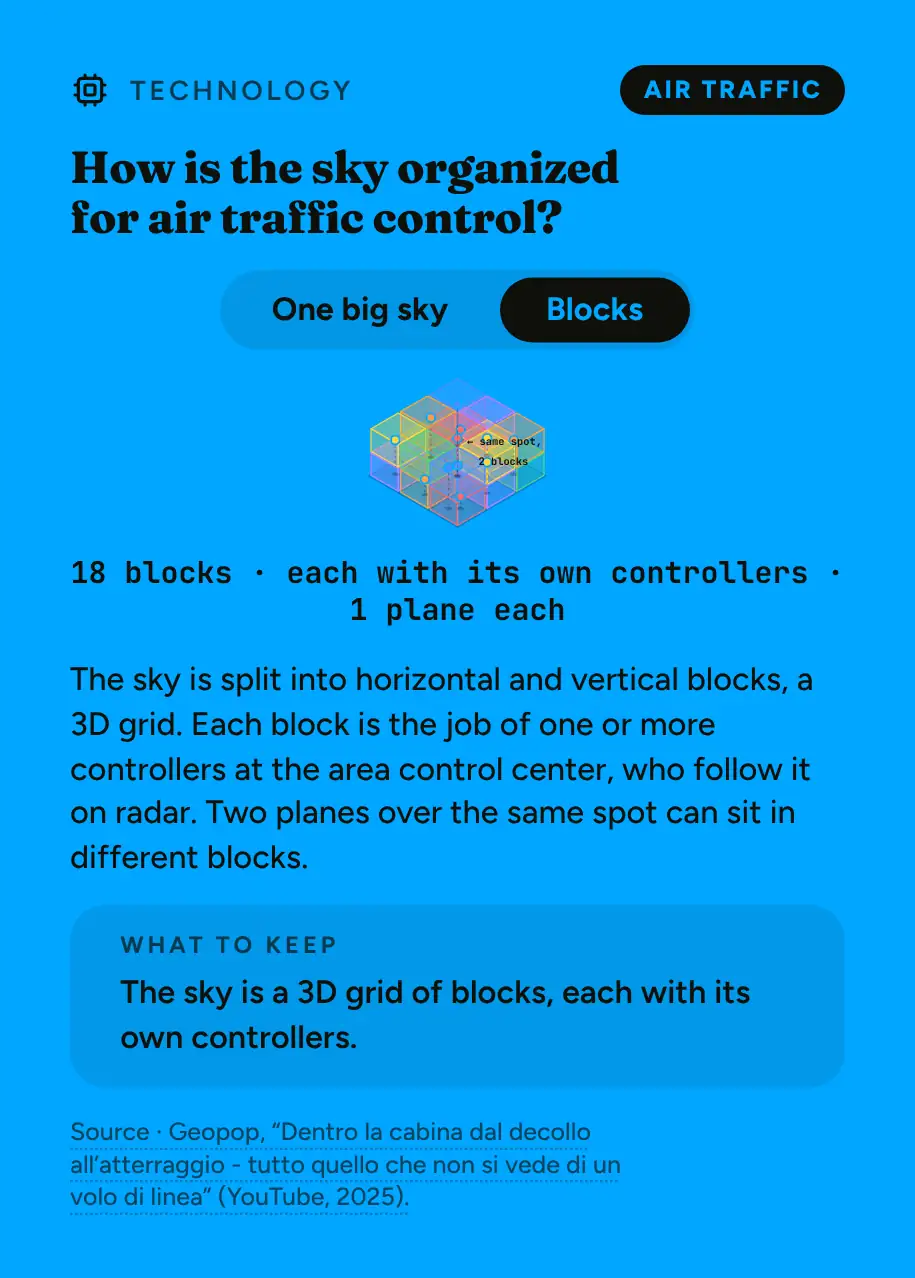 TECHNOLOGY
AIR TRAFFIC
How is the sky organized
for air traffic control?
One big sky
Blocks
← same spot,
2 blocks
18 blocks · each with its own controllers ·
1 plane each
The sky is split into horizontal and vertical blocks, a
3D grid. Each block is the job of one or more
controllers at the area control center, who follow it
on radar. Two planes over the same spot can sit in
different blocks.
WHAT TO KEEP
The sky is a 3D grid of blocks, each with its
own controllers.
Source · Geopop, “Dentro la cabina dal decollo
all’atterraggio - tutto quello che non si vede di un
volo di linea” (YouTube, 2025).